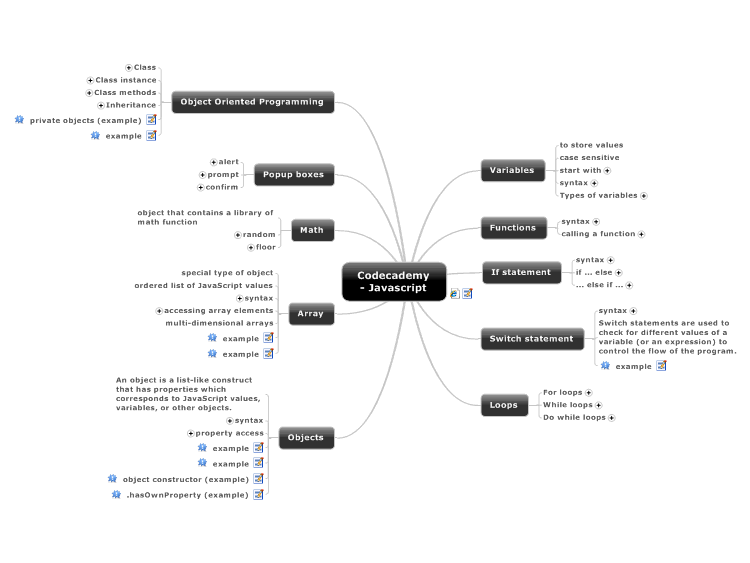 Codecademy
- Javascript
Object Oriented Programming
Class
Class instance
Class methods
Inheritance
private objects (example)
example
Popup boxes
alert
prompt
confirm
Math
object that contains a library of
math function
random
floor
Array
special type of object
ordered list of JavaScript values
syntax
accessing array elements
multi-dimensional arrays
example
example
Objects
An object is a list-like construct
that has properties which
corresponds to JavaScript values,
variables, or other objects.
syntax
property access
example
example
object constructor (example)
.hasOwnProperty (example)
Variables
to store values
case sensitive
start with
syntax
Types of variables
Functions
syntax
calling a function
If statement
syntax
if ... else
... else if ...
Switch statement
syntax
Switch statements are used to
check for different values of a
variable (or an expression) to
control the flow of the program.
example
Loops
For loops
While loops
Do while loops